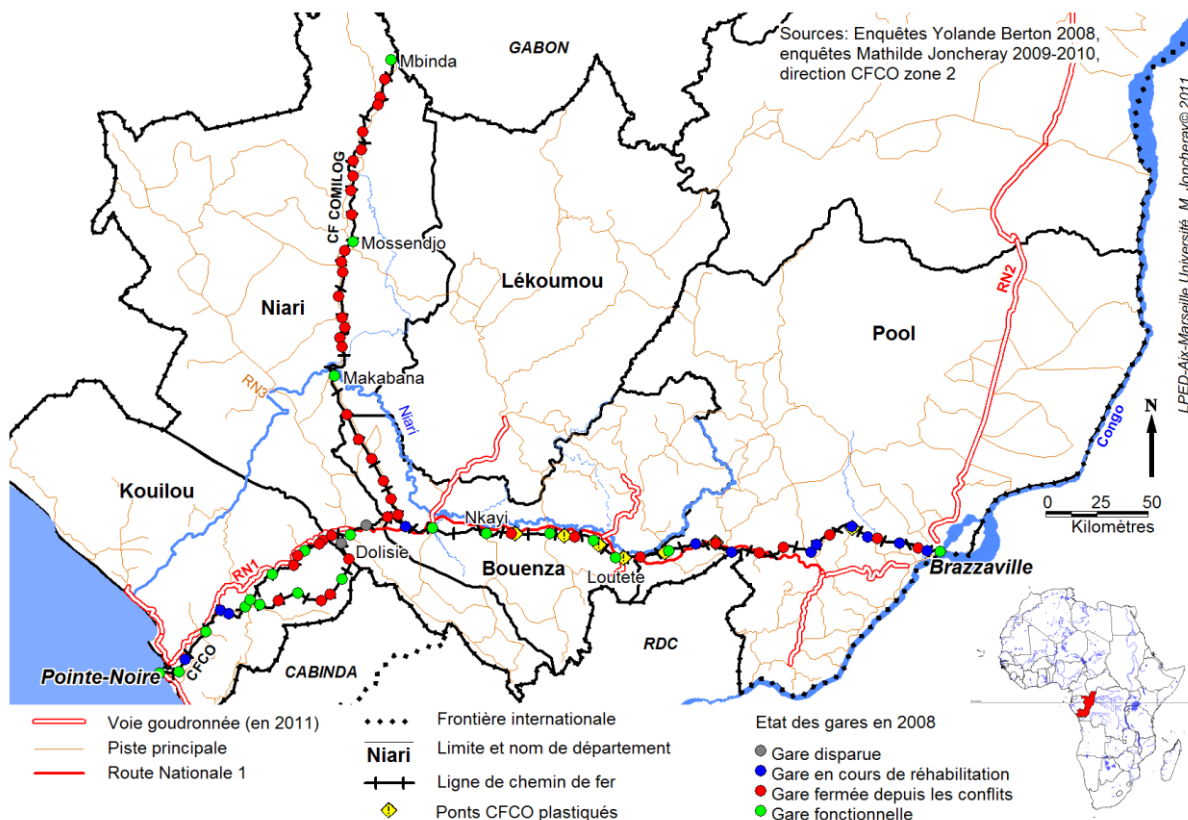 Sources: Enquêtes Yolande Berton 2008,
enquêtes Mathilde Joncheray 2009-2010,
direction CFCO zone 2
LPED-Aix-Marseille Université, M. Joncheray© 2011
GABON
Mbinda
CF COMILOG
Mossendjo
Niari
Lékoumou
RN2
Pool
Makabana
RN3
Niari
Congo
N
0 25 50
Kilomètres
Kouilou
Nkayi
Dolisie
Bouenza
Loutete
Brazzaville
RN1
CFCO
RDC
Pointe-Noire
CABINDA
Voie goudronnée (en 2011)
Piste principale
Route Nationale 1
Frontière internationale
Niari
Limite et nom de département
Ligne de chemin de fer
Ponts CFCO plastiqués
Etat des gares en 2008
Gare disparue
Gare en cours de réhabilitation
Gare fermée depuis les conflits
Gare fonctionnelle